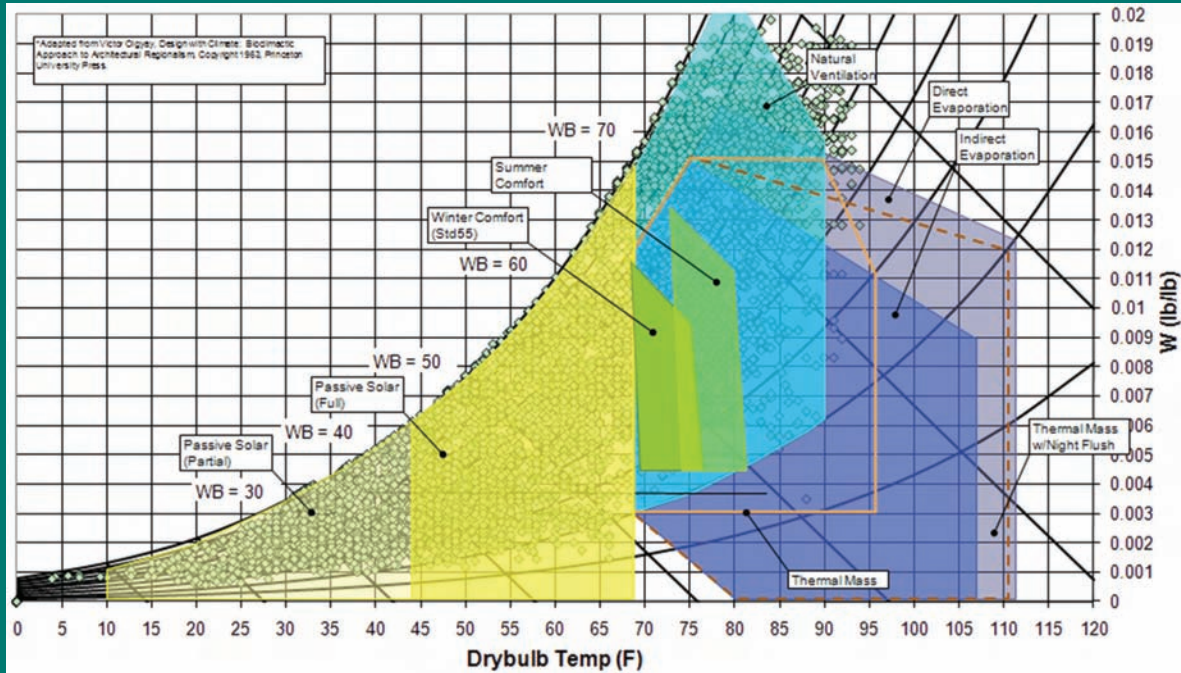 *Adapted from Victor Olgyay, Design with Climate: Bioclimactic
Approach to Architectural Regionalism, Copyright 1963, Princeton
University Press.
Natural
Ventilation
Direct
Evaporation
Indirect
Evaporation
WB = 70
Summer
Comfort
Winter Comfort
(Std55)
WB = 60
WB = 50
Passive Solar
(Full)
WB = 40
Passive Solar
(Partial)
WB = 30
Thermal Mass
w/Night Flush
Thermal Mass
0.02
0.019
0.018
0.017
0.016
0.015
0.014
0.013
0.012
0.011
0.01
0.009
0.008
0.007
0.006
0.005
0.004
0.003
0.002
0.001
0
W (lb/lb)
0 5 10 15 20 25 30 35 40 45 50 55 60 65 70 75 80 85 90 95 100 105 110 115 120
Drybulb Temp (F)